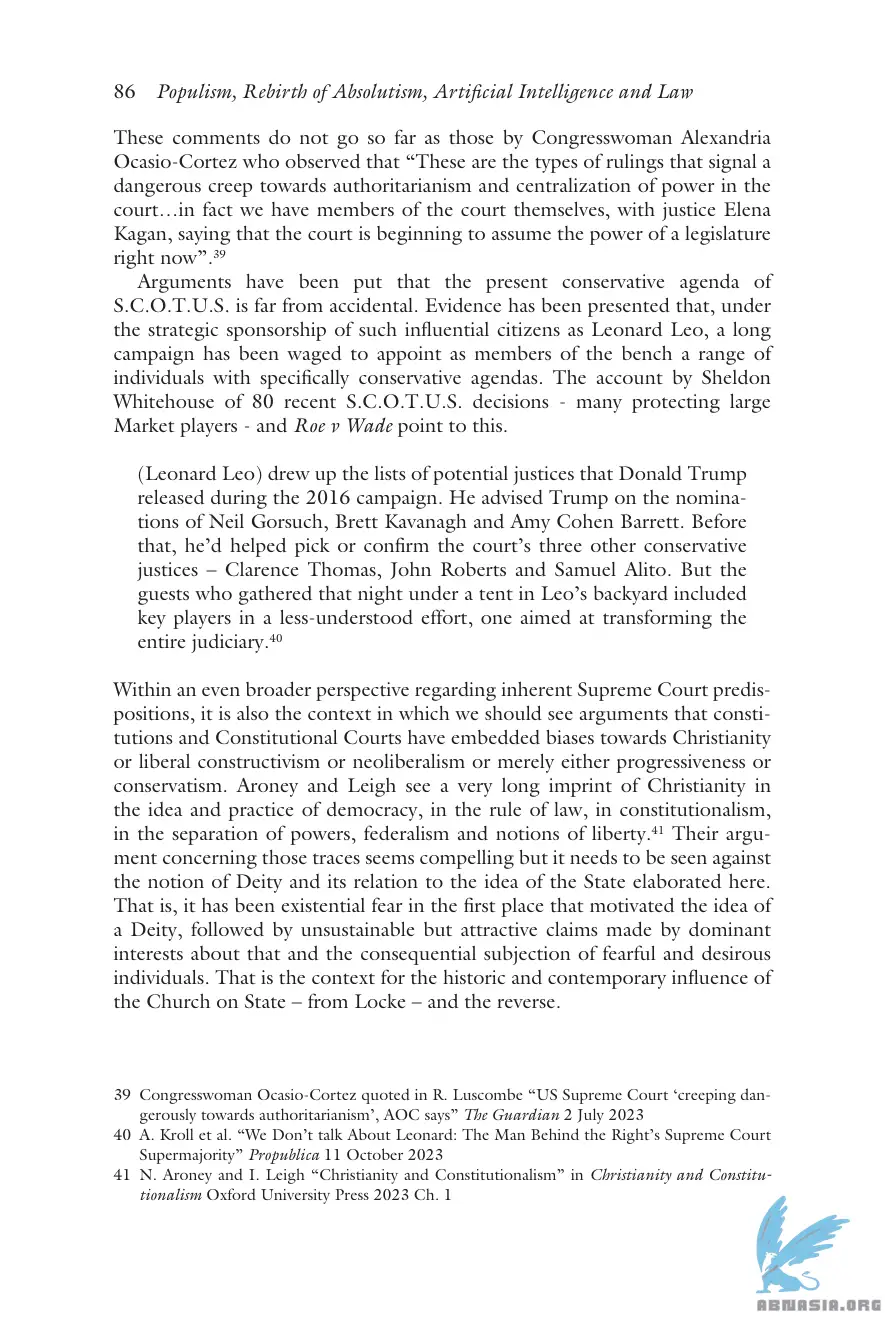 86 Populism, Rebirth of Absolutism, Artificial Intelligence and Law
These comments do not go so far as those by Congresswoman Alexandria
Ocasio-Cortez who observed that “These are the types of rulings that signal a
dangerous creep towards authoritarianism and centralization of power in the
court…in fact we have members of the court themselves, with justice Elena
Kagan, saying that the court is beginning to assume the power of a legislature
right now”.³⁹
Arguments have been put that the present conservative agenda of
S.C.O.T.U.S. is far from accidental. Evidence has been presented that, under
the strategic sponsorship of such influential citizens as Leonard Leo, a long
campaign has been waged to appoint as members of the bench a range of
individuals with specifically conservative agendas. The account by Sheldon
Whitehouse of 80 recent S.C.O.T.U.S. decisions - many protecting large
Market players - and Roe v Wade point to this.
(Leonard Leo) drew up the lists of potential justices that Donald Trump
released during the 2016 campaign. He advised Trump on the nomina-
tions of Neil Gorsuch, Brett Kavanagh and Amy Cohen Barrett. Before
that, he’d helped pick or confirm the court’s three other conservative
justices – Clarence Thomas, John Roberts and Samuel Alito. But the
guests who gathered that night under a tent in Leo’s backyard included
key players in a less-understood effort, one aimed at transforming the
entire judiciary.⁴⁰
Within an even broader perspective regarding inherent Supreme Court predis-
positions, it is also the context in which we should see arguments that consti-
tutions and Constitutional Courts have embedded biases towards Christianity
or liberal constructivism or neoliberalism or merely either progressiveness or
conservatism. Aroney and Leigh see a very long imprint of Christianity in
the idea and practice of democracy, in the rule of law, in constitutionalism,
in the separation of powers, federalism and notions of liberty.⁴¹ Their argu-
ment concerning those traces seems compelling but it needs to be seen against
the notion of Deity and its relation to the idea of the State elaborated here.
That is, it has been existential fear in the first place that motivated the idea of
a Deity, followed by unsustainable but attractive claims made by dominant
interests about that and the consequential subjection of fearful and desirous
individuals. That is the context for the historic and contemporary influence of
the Church on State – from Locke – and the reverse.
39 Congresswoman Ocasio-Cortez quoted in R. Luscombe “US Supreme Court ‘creeping dan-
gerously towards authoritarianism’, AOC says” The Guardian 2 July 2023
40 A. Kroll et al. “We Don’t talk About Leonard: The Man Behind the Right’s Supreme Court
Supermajority” Propublica 11 October 2023
41 N. Aroney and I. Leigh “Christianity and Constitutionalism” in Christianity and Constitu-
tionalism Oxford University Press 2023 Ch. 1
ABNASIA.ORG